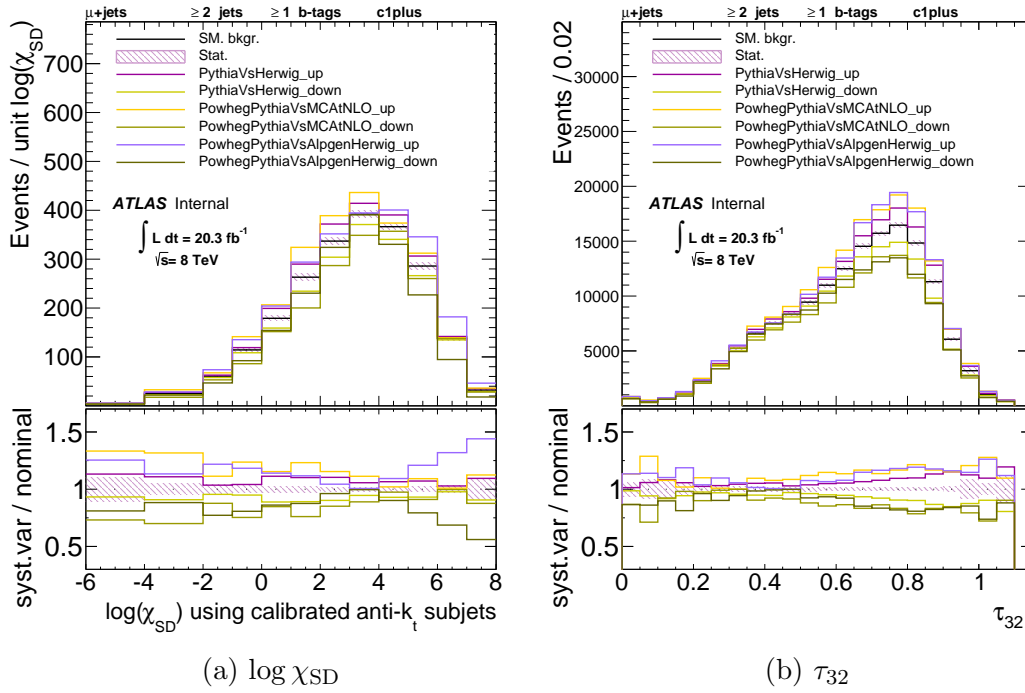 μ+jets ≥ 2 jets ≥ 1 b-tags c1plus
Events / unit log(χSD)
700
600
500
400
300
200
100
SM. bkgr.
Stat.
PythiaVsHerwig_up
PythiaVsHerwig_down
PowhegPythiaVsMCAtNLO_up
PowhegPythiaVsMCAtNLO_down
PowhegPythiaVsAlpgenHerwig_up
PowhegPythiaVsAlpgenHerwig_down
ATLAS Internal
∫ L dt = 20.3 fb-1
√s= 8 TeV
syst.var / nominal
1.5
1
0.5
-6 -4 -2 0 2 4 6 8
log(χSD) using calibrated anti-kt subjets
(a) log χSD
μ+jets ≥ 2 jets ≥ 1 b-tags c1plus
Events / 0.02
35000
30000
25000
20000
15000
10000
5000
SM. bkgr.
Stat.
PythiaVsHerwig_up
PythiaVsHerwig_down
PowhegPythiaVsMCAtNLO_up
PowhegPythiaVsMCAtNLO_down
PowhegPythiaVsAlpgenHerwig_up
PowhegPythiaVsAlpgenHerwig_down
ATLAS Internal
∫ L dt = 20.3 fb-1
√s= 8 TeV
syst.var / nominal
1.5
1
0.5
0 0.2 0.4 0.6 0.8 1
τ32
(b) τ32